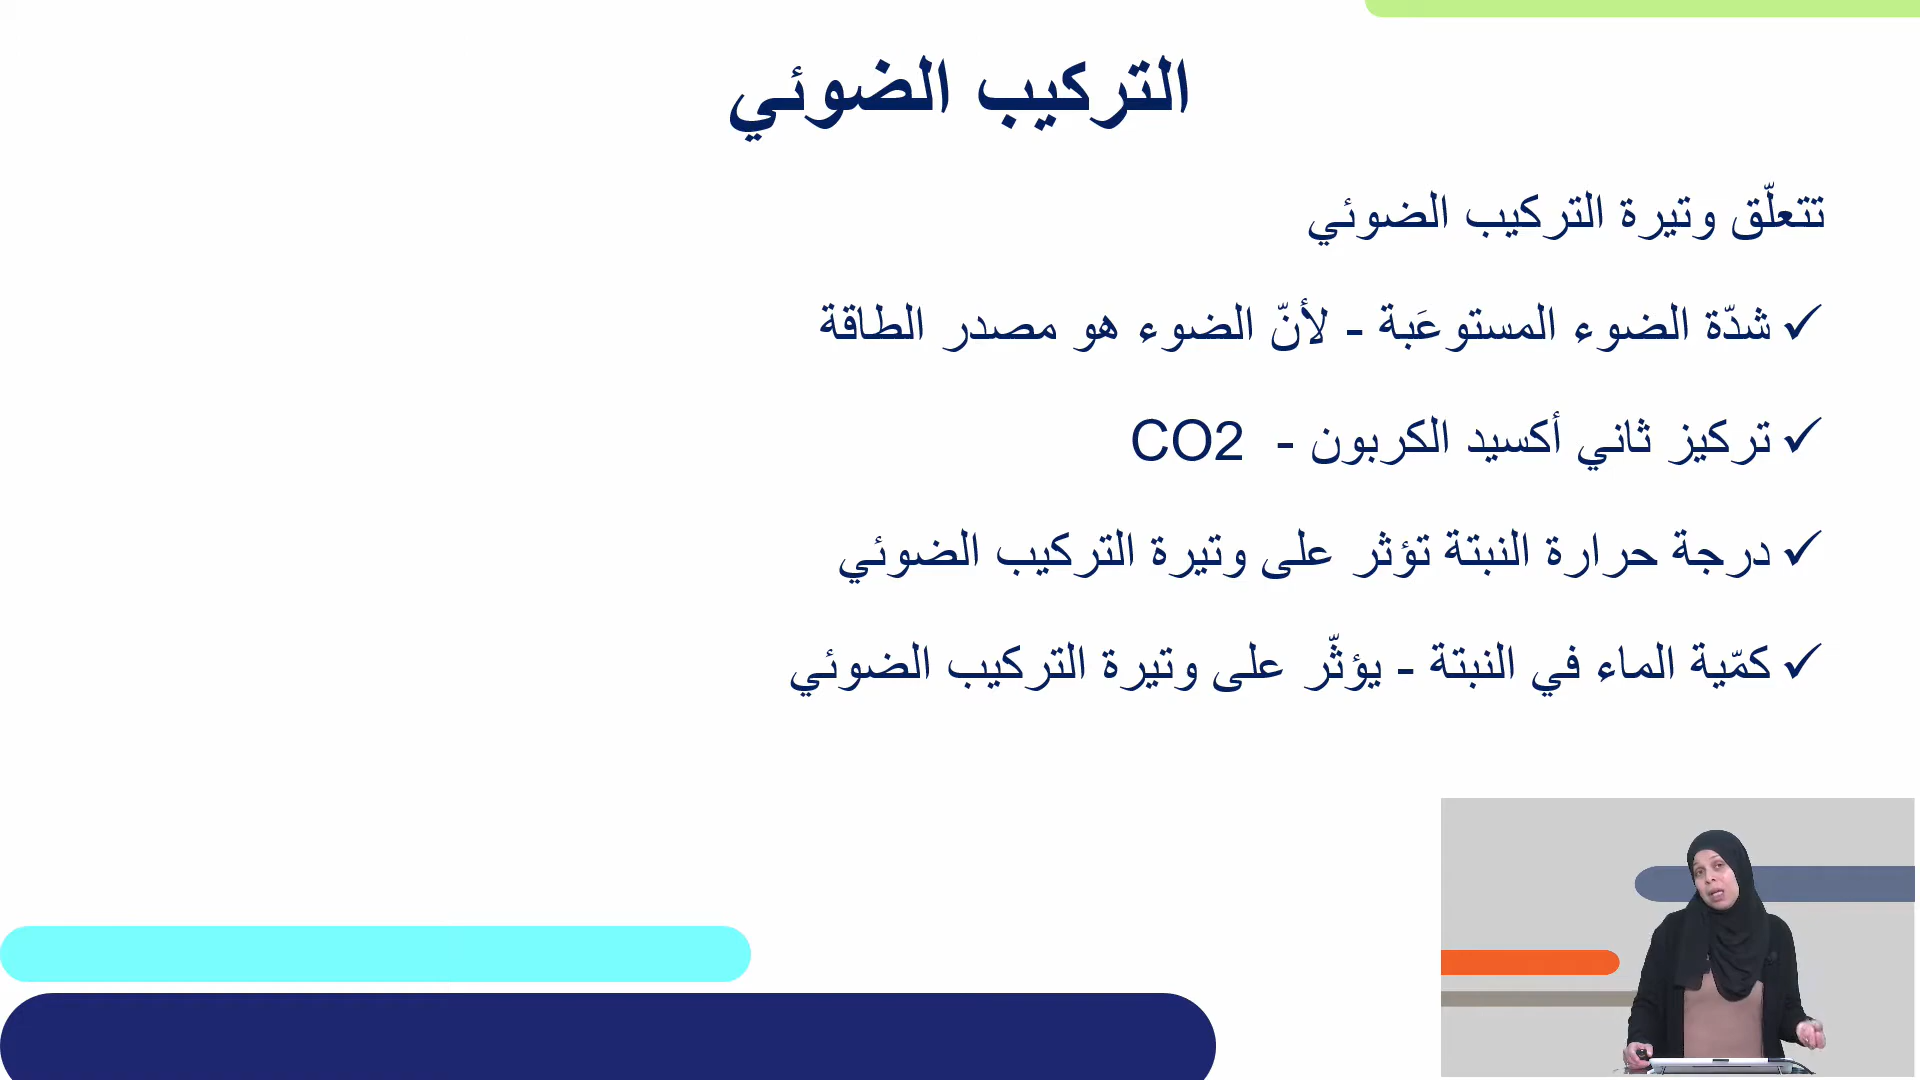 التركيب الضوئي
تتعلّق وتيرة التركيب الضوئي
✓ شدّة الضوء المستوعَبة - لأنّ الضوء هو مصدر الطاقة
✓ تركيز ثاني أكسيد الكربون - CO2
✓ درجة حرارة النبتة تؤثر على وتيرة التركيب الضوئي
✓ كمّية الماء في النبتة - يؤثّر على وتيرة التركيب الضوئي